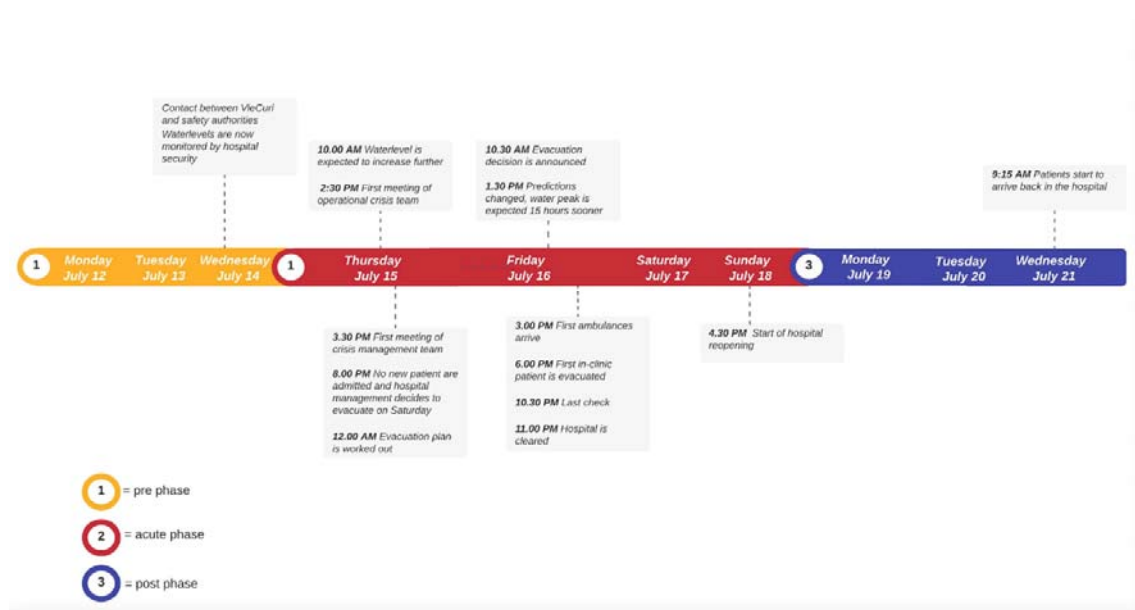 Contact between VieCuri
and safety authorities
Waterlevels are now
monitored by hospital
security
10.00 AM Waterlevel is
expected to increase further
2:30 PM First meeting of
operational crisis team
10.30 AM Evacuation
decision is announced
1.30 PM Predictions
changed, water peak is
expected 15 hours sooner
9:15 AM Patients start to
arrive back in the hospital
1
Monday
July 12
Tuesday
July 13
Wednesday
July 14
1
Thursday
July 15
Friday
July 16
Saturday
July 17
Sunday
July 18
3
Monday
July 19
Tuesday
July 20
Wednesday
July 21
3.30 PM First meeting of
crisis management team
8.00 PM No new patient are
admitted and hospital
management decides to
evacuate on Saturday
12.00 AM Evacuation plan
is worked out
3.00 PM First ambulances
arrive
6.00 PM First in-clinic
patient is evacuated
10.30 PM Last check
11.00 PM Hospital is
cleared
4.30 PM Start of hospital
reopening
1 = pre phase
2 = acute phase
3 = post phase